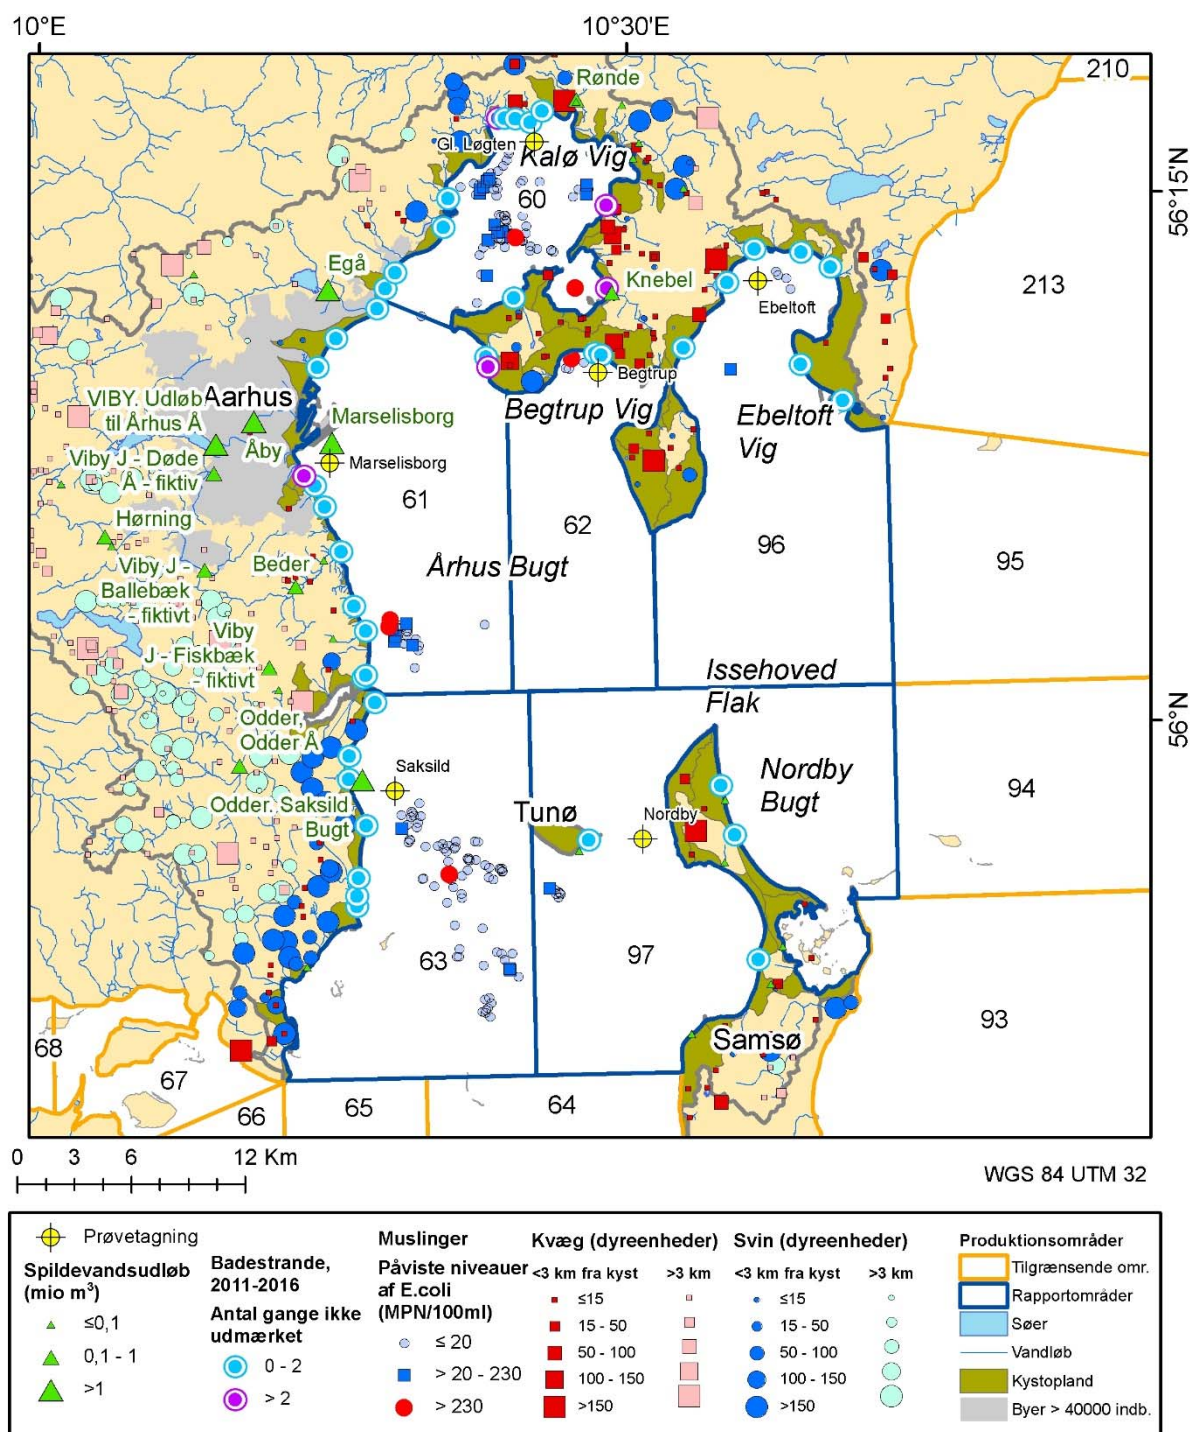 10°E
10°30'E
210
Rønde
Gl. Løgten
Kalø Vig
56°15'N
60
Egå
Knebel
Ebeltoft
213
VIBY. Udløb
til Århus Å
Aarhus
Marselisborg
Begtrup
Begtrup Vig
Ebeltoft
Vig
Viby J - Døde
Å - fiktiv
Åby
Marselisborg
61
62
96
95
Hørning
Århus Bugt
Viby J -
Ballebæk
- fiktivt
Beder
Viby
J - Fiskbæk
- fiktivt
Issehoved
Flak
56°N
Odder,
Odder Å
Saksild
Nordby
Bugt
94
Odder. Saksild
Bugt
Tunø
Nordby
63
97
93
68
67
66
65
64
Samsø
0 3 6 12 Km
WGS 84 UTM 32
Prøvetagning
Spildevandsudløb
(mio m³)
≤0,1
0,1 - 1
>1
Badestrande,
2011-2016
Antal gange ikke
udmærket
0 - 2
> 2
Muslinger
Påviste niveauer
af E.coli
(MPN/100ml)
≤ 20
> 20 - 230
> 230
Kvæg (dyreenheder)
<3 km fra kyst >3 km
≤15
15 - 50
50 - 100
100 - 150
>150
Svin (dyreenheder)
<3 km fra kyst >3 km
≤15
15 - 50
50 - 100
100 - 150
>150
Produktionsområder
Tilgrænsende omr.
Rapportområder
Søer
Vandløb
Kystopland
Byer > 40000 indb.